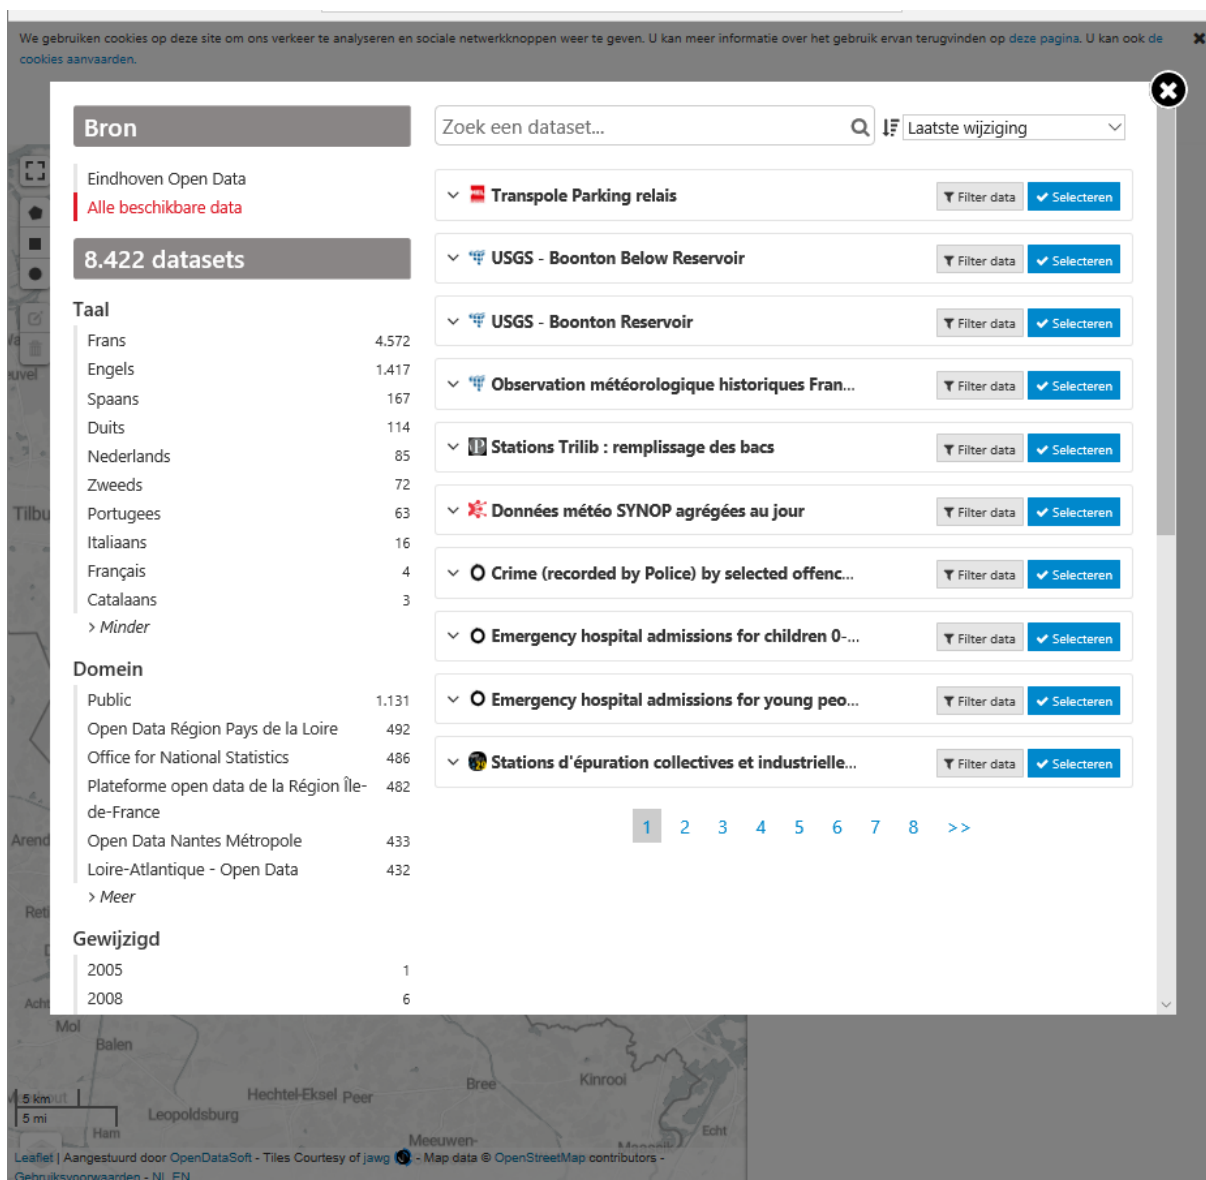 We gebruiken cookies op deze site om ons verkeer te analyseren en sociale netwerkknoppen weer te geven. U kan meer informatie over het gebruik ervan terugvinden op deze pagina. U kan ook de
cookies aanvaarden.
Bron
Eindhoven Open Data
Alle beschikbare data
8.422 datasets
Taal
Frans 4.572
Engels 1.417
Spaans 167
Duits 114
Nederlands 85
Zweeds 72
Portugees 63
Italiaans 16
Français 4
Catalaans 3
> Minder
Domein
Public 1.131
Open Data Région Pays de la Loire 492
Office for National Statistics 486
Plateforme open data de la Région Île- 482
de-France
Open Data Nantes Métropole 433
Loire-Atlantique - Open Data 432
> Meer
Gewijzigd
2005 1
2008 6
Zoek een dataset... Laatste wijziging
Transpole Parking relais Filter data Selecteren
USGS - Boonton Below Reservoir Filter data Selecteren
USGS - Boonton Reservoir Filter data Selecteren
Observation météorologique historiques Fran... Filter data Selecteren
Stations Trilib : remplissage des bacs Filter data Selecteren
Données météo SYNOP agrégées au jour Filter data Selecteren
Crime (recorded by Police) by selected offenc... Filter data Selecteren
Emergency hospital admissions for children 0-... Filter data Selecteren
Emergency hospital admissions for young peo... Filter data Selecteren
Stations d'épuration collectives et industrielle... Filter data Selecteren
1 2 3 4 5 6 7 8 >>
Tilbu
Arend
Reti
Acht
Mol
Balen
Hechtel-Eksel Peer
Bree
Kinrooi
5 km
5 mi
Leopoldsburg
Ham
Meeuwen-
Echt
Leaflet | Aangestuurd door OpenDataSoft - Tiles Courtesy of jawg - Map data © OpenStreetMap contributors -
Gebruiksvoorwaarden - NL EN